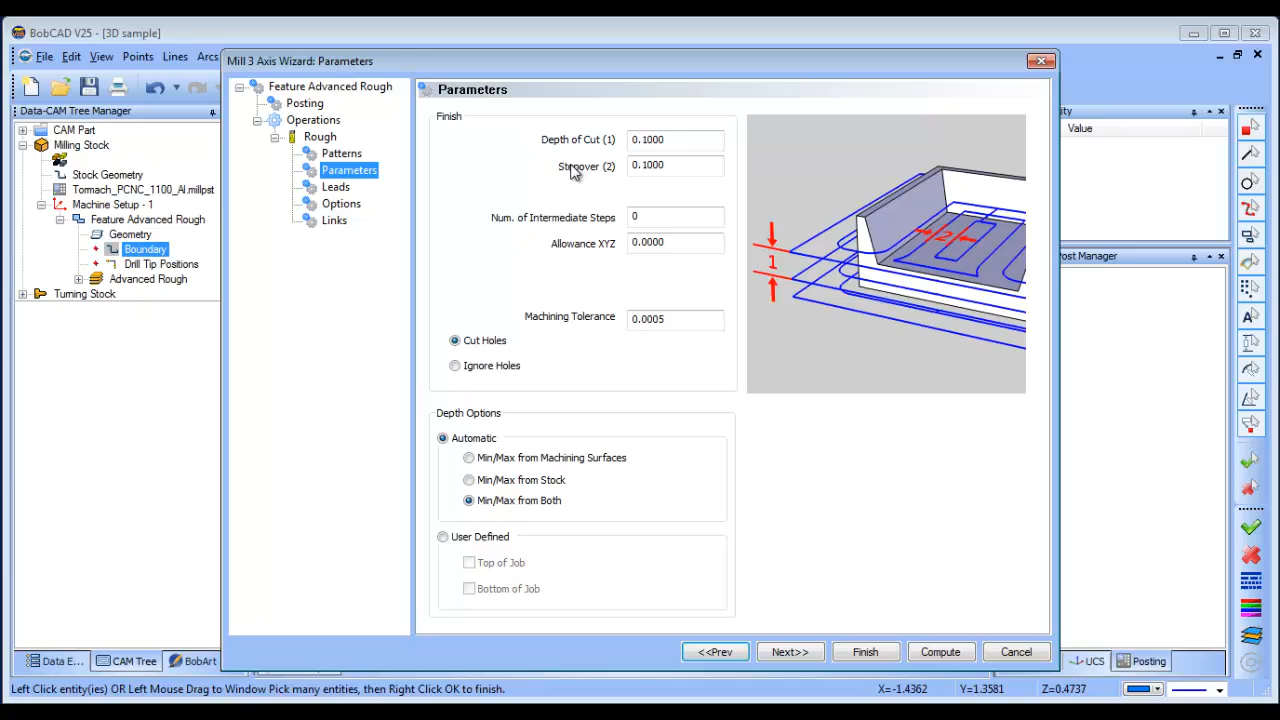 BobCAD V25 - [3D sample]
File Edit View Points Lines Arcs
Data-CAM Tree Manager
CAM Part
Milling Stock
Stock Geometry
Tormach_PCNC_1100_Al.millpst
Machine Setup - 1
Feature Advanced Rough
Geometry
Boundary
Drill Tip Positions
Advanced Rough
Turning Stock
Data E... CAM Tree BobArt
Mill 3 Axis Wizard: Parameters
Feature Advanced Rough
Posting
Operations
Rough
Patterns
Parameters
Leads
Options
Links
Parameters
Finish
Depth of Cut (1) 0.1000
Stepover (2) 0.1000
Num. of Intermediate Steps 0
Allowance XYZ 0.0000
Machining Tolerance 0.0005
Cut Holes
Ignore Holes
1
2
Depth Options
Automatic
Min/Max from Machining Surfaces
Min/Max from Stock
Min/Max from Both
User Defined
Top of Job
Bottom of Job
<<Prev Next>> Finish Compute Cancel
Value
Post Manager
UCS Posting
Left Click entity(ies) OR Left Mouse Drag to Window Pick many entities, then Right Click OK to finish. X=-1.4362 Y=1.3581 Z=0.4737